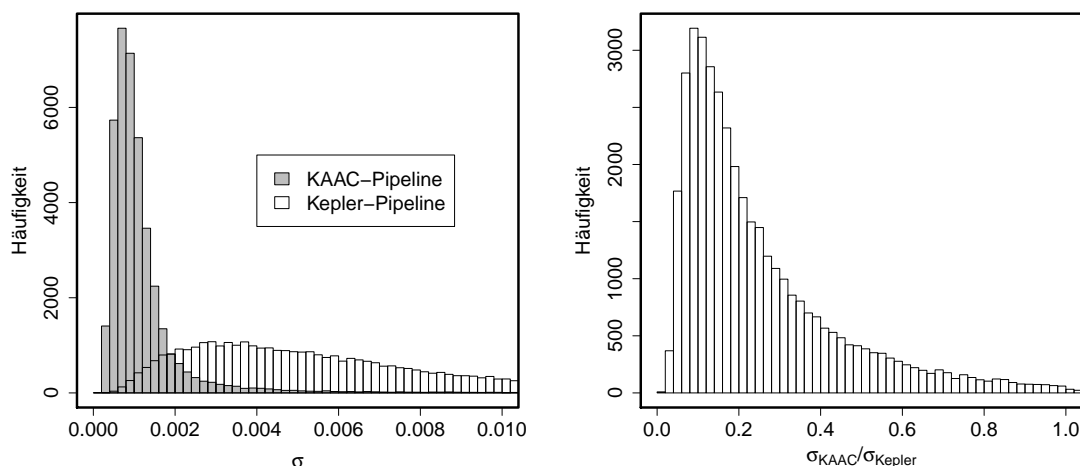 Häufigkeit
0 2000 4000 6000
KAAC−Pipeline
Kepler−Pipeline
0.000 0.002 0.004 0.006 0.008 0.010
σ
Häufigkeit
0 500 1000 2000 3000
0.0 0.2 0.4 0.6 0.8 1.0
σKAAC/σKepler